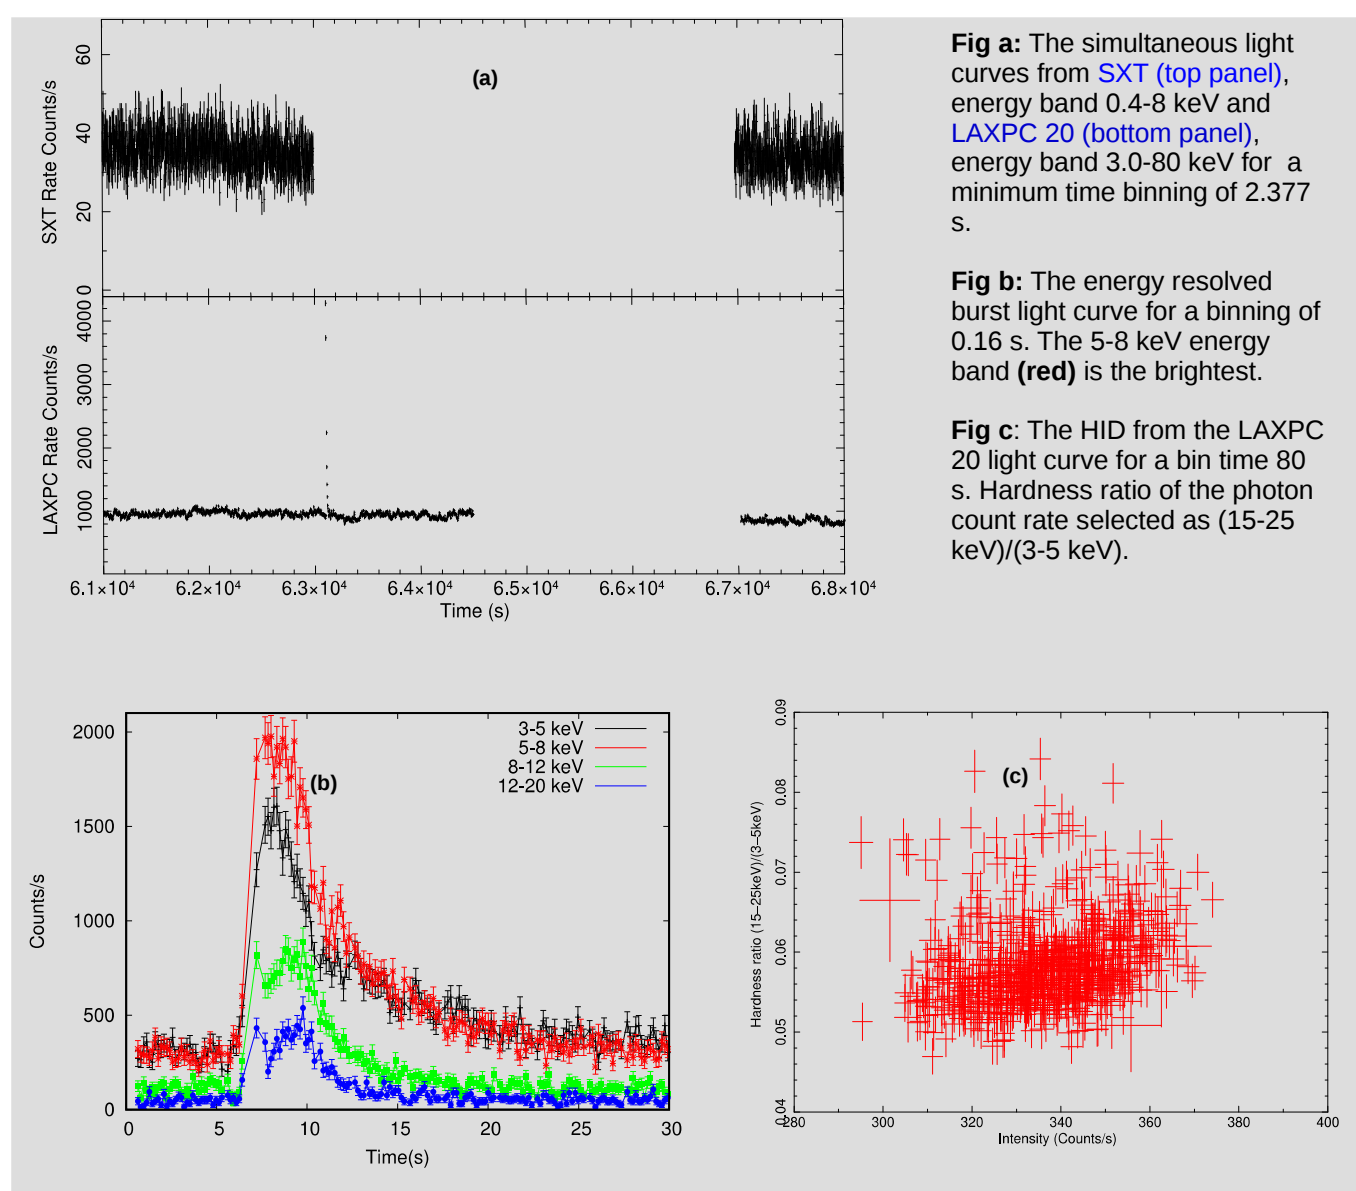 60
40
20
0
SXT Rate Counts/s
(a)
4000
3000
2000
1000
LAXPC Rate Counts/s
6.1×10⁴ 6.2×10⁴ 6.3×10⁴ 6.4×10⁴ 6.5×10⁴ 6.6×10⁴ 6.7×10⁴ 6.8×10⁴
Time (s)
Fig a: The simultaneous light
curves from SXT (top panel),
energy band 0.4-8 keV and
LAXPC 20 (bottom panel),
energy band 3.0-80 keV for a
minimum time binning of 2.377
s.
Fig b: The energy resolved
burst light curve for a binning of
0.16 s. The 5-8 keV energy
band (red) is the brightest.
Fig c: The HID from the LAXPC
20 light curve for a bin time 80
s. Hardness ratio of the photon
count rate selected as (15-25
keV)/(3-5 keV).
2000
1500
1000
500
0
Counts/s
3-5 keV
5-8 keV
8-12 keV
12-20 keV
(b)
0 5 10 15 20 25 30
Time(s)
0.09
0.08
0.07
0.06
0.05
0.04
Hardness ratio (15–25keV)/(3–5keV)
(c)
280 300 320 340 360 380 400
Intensity (Counts/s)